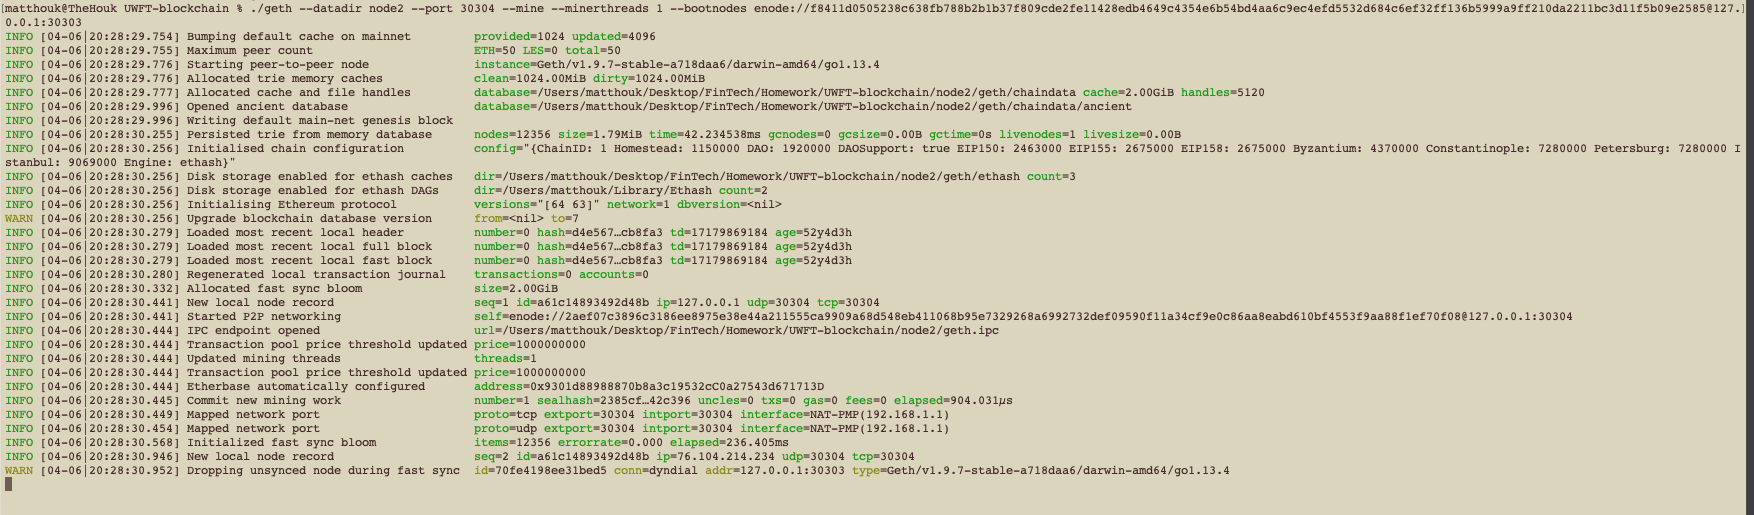 [matthouk@TheHouk UWFT-blockchain % ./geth --datadir node2 --port 30304 --mine --minerthreads 1 --bootnodes enode://f8411d0505238c638fb788b2b1b37f809cde2fe11428edb4649c4354e6b54bd4aa6c9ec4efd5532d684c6ef32ff136b5999a9ff210da2211bc3d11f5b09e2585@127.]
0.0.1:30303
INFO [04-06|20:28:29.754] Bumping default cache on mainnet provided=1024 updated=4096
INFO [04-06|20:28:29.755] Maximum peer count ETH=50 LES=0 total=50
INFO [04-06|20:28:29.776] Starting peer-to-peer node instance=Geth/v1.9.7-stable-a718daa6/darwin-amd64/go1.13.4
INFO [04-06|20:28:29.776] Allocated trie memory caches clean=1024.00MiB dirty=1024.00MiB
INFO [04-06|20:28:29.777] Allocated cache and file handles database=/Users/matthouk/Desktop/FinTech/Homework/UWFT-blockchain/node2/geth/chaindata cache=2.00GiB handles=5120
INFO [04-06|20:28:29.996] Opened ancient database database=/Users/matthouk/Desktop/FinTech/Homework/UWFT-blockchain/node2/geth/chaindata/ancient
INFO [04-06|20:28:29.996] Writing default main-net genesis block
INFO [04-06|20:28:30.255] Persisted trie from memory database nodes=12356 size=1.79MiB time=42.234538ms gcnodes=0 gcsize=0.00B gctime=0s livenodes=1 livesize=0.00B
INFO [04-06|20:28:30.256] Initialised chain configuration config="{ChainID: 1 Homestead: 1150000 DAO: 1920000 DAOSupport: true EIP150: 2463000 EIP155: 2675000 EIP158: 2675000 Byzantium: 4370000 Constantinople: 7280000 Petersburg: 7280000 I
stanbul: 9069000 Engine: ethash}"
INFO [04-06|20:28:30.256] Disk storage enabled for ethash caches dir=/Users/matthouk/Desktop/FinTech/Homework/UWFT-blockchain/node2/geth/ethash count=3
INFO [04-06|20:28:30.256] Disk storage enabled for ethash DAGs dir=/Users/matthouk/Library/Ethash count=2
INFO [04-06|20:28:30.256] Initialising Ethereum protocol versions="[64 63]" network=1 dbversion=<nil>
WARN [04-06|20:28:30.256] Upgrade blockchain database version from=<nil> to=7
INFO [04-06|20:28:30.279] Loaded most recent local header number=0 hash=d4e567…cb8fa3 td=17179869184 age=52y4d3h
INFO [04-06|20:28:30.279] Loaded most recent local full block number=0 hash=d4e567…cb8fa3 td=17179869184 age=52y4d3h
INFO [04-06|20:28:30.279] Loaded most recent local fast block number=0 hash=d4e567…cb8fa3 td=17179869184 age=52y4d3h
INFO [04-06|20:28:30.280] Regenerated local transaction journal transactions=0 accounts=0
INFO [04-06|20:28:30.332] Allocated fast sync bloom size=2.00GiB
INFO [04-06|20:28:30.441] New local node record seq=1 id=a61c14893492d48b ip=127.0.0.1 udp=30304 tcp=30304
INFO [04-06|20:28:30.441] Started P2P networking self=enode://2aef07c3896c3186ee8975e38e44a211555ca9909a68d548eb411068b95e7329268a6992732def09590f11a34cf9e0c86aa8eabd610bf4553f9aa88f1ef70f08@127.0.0.1:30304
INFO [04-06|20:28:30.444] IPC endpoint opened url=/Users/matthouk/Desktop/FinTech/Homework/UWFT-blockchain/node2/geth.ipc
INFO [04-06|20:28:30.444] Transaction pool price threshold updated price=1000000000
INFO [04-06|20:28:30.444] Updated mining threads threads=1
INFO [04-06|20:28:30.444] Transaction pool price threshold updated price=1000000000
INFO [04-06|20:28:30.444] Etherbase automatically configured address=0x9301d88988870b8a3c19532cC0a27543d671713D
INFO [04-06|20:28:30.445] Commit new mining work number=1 sealhash=2385cf…42c396 uncles=0 txs=0 gas=0 fees=0 elapsed=904.031µs
INFO [04-06|20:28:30.449] Mapped network port proto=tcp extport=30304 intport=30304 interface=NAT-PMP(192.168.1.1)
INFO [04-06|20:28:30.454] Mapped network port proto=udp extport=30304 intport=30304 interface=NAT-PMP(192.168.1.1)
INFO [04-06|20:28:30.568] Initialized fast sync bloom items=12356 errorrate=0.000 elapsed=236.405ms
INFO [04-06|20:28:30.946] New local node record seq=2 id=a61c14893492d48b ip=76.104.214.234 udp=30304 tcp=30304
WARN [04-06|20:28:30.952] Dropping unsynced node during fast sync id=70fe4198ee31bed5 conn=dyndial addr=127.0.0.1:30303 type=Geth/v1.9.7-stable-a718daa6/darwin-amd64/go1.13.4